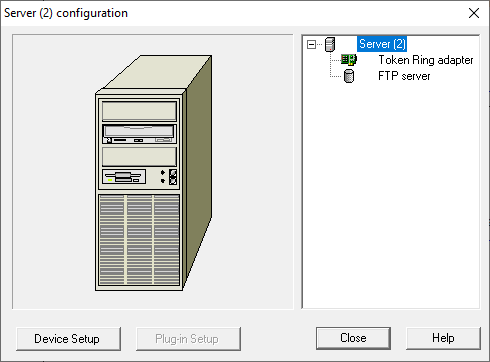 Server (2) configuration
Server (2)
Token Ring adapter
FTP server
Device Setup
Plug-in Setup
Close
Help